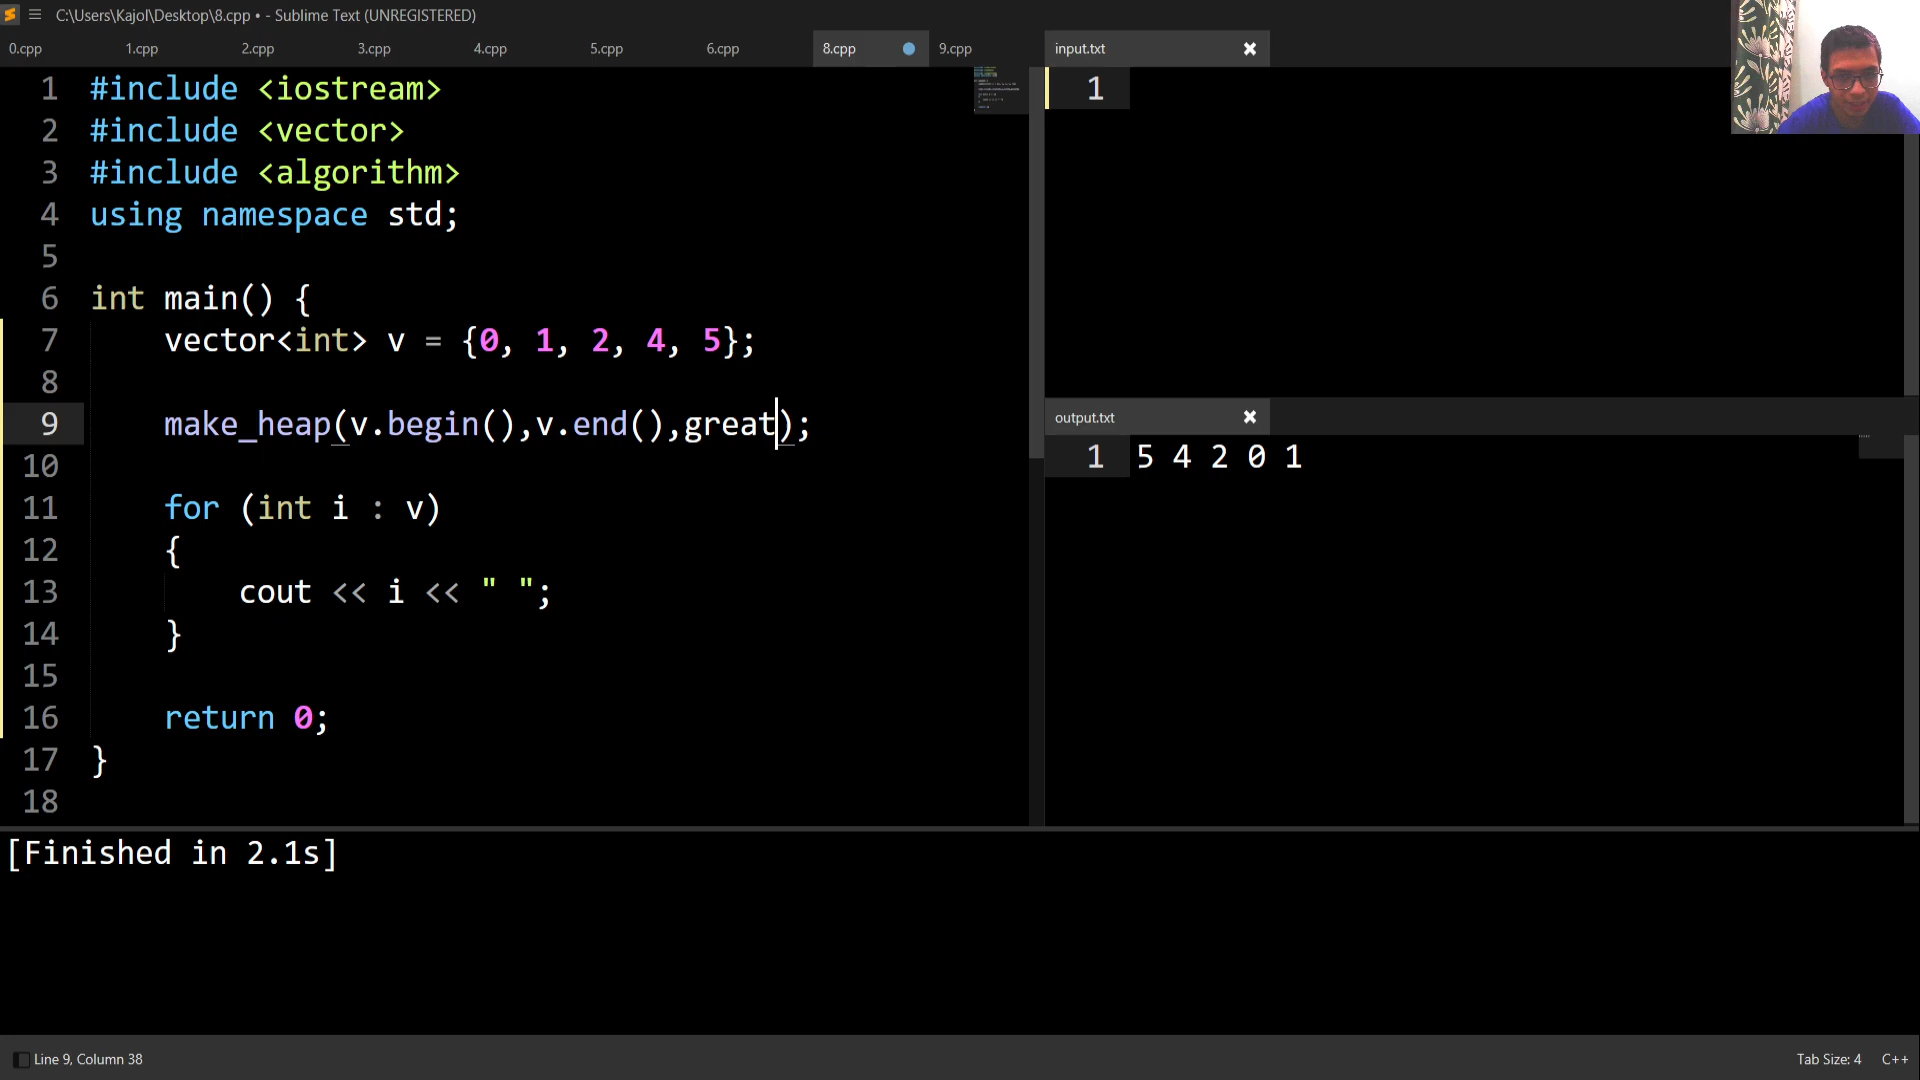 C:\Users\Kajol\Desktop\8.cpp • - Sublime Text (UNREGISTERED)
0.cpp 1.cpp 2.cpp 3.cpp 4.cpp 5.cpp 6.cpp 8.cpp 9.cpp
1 #include <iostream>
2 #include <vector>
3 #include <algorithm>
4 using namespace std;
5
6 int main() {
7 vector<int> v = {0, 1, 2, 4, 5};
8
9 make_heap(v.begin(),v.end(),great);
10
11 for (int i : v)
12 {
13 cout << i << " ";
14 }
15
16 return 0;
17 }
18
input.txt
1
output.txt
1 5 4 2 0 1
[Finished in 2.1s]
Line 9, Column 38
Tab Size: 4 C++